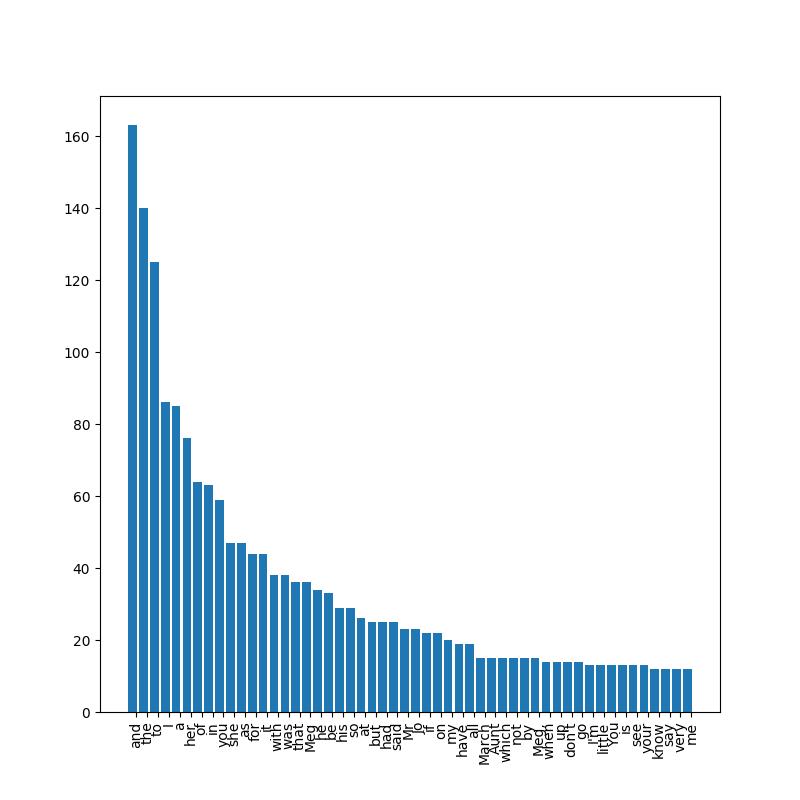 160
140
120
100
80
60
40
20
0
and
the
to
I
a
her
of
in
you
she
as
for
it
with
was
that
Meg
he
be
his
so
at
but
had
said
Mr
Jo
if
on
my
have
all
March
Aunt
which
not
by
Meg,
when
up
don't
go
I'm
little
You
is
see
your
know
say
very
me